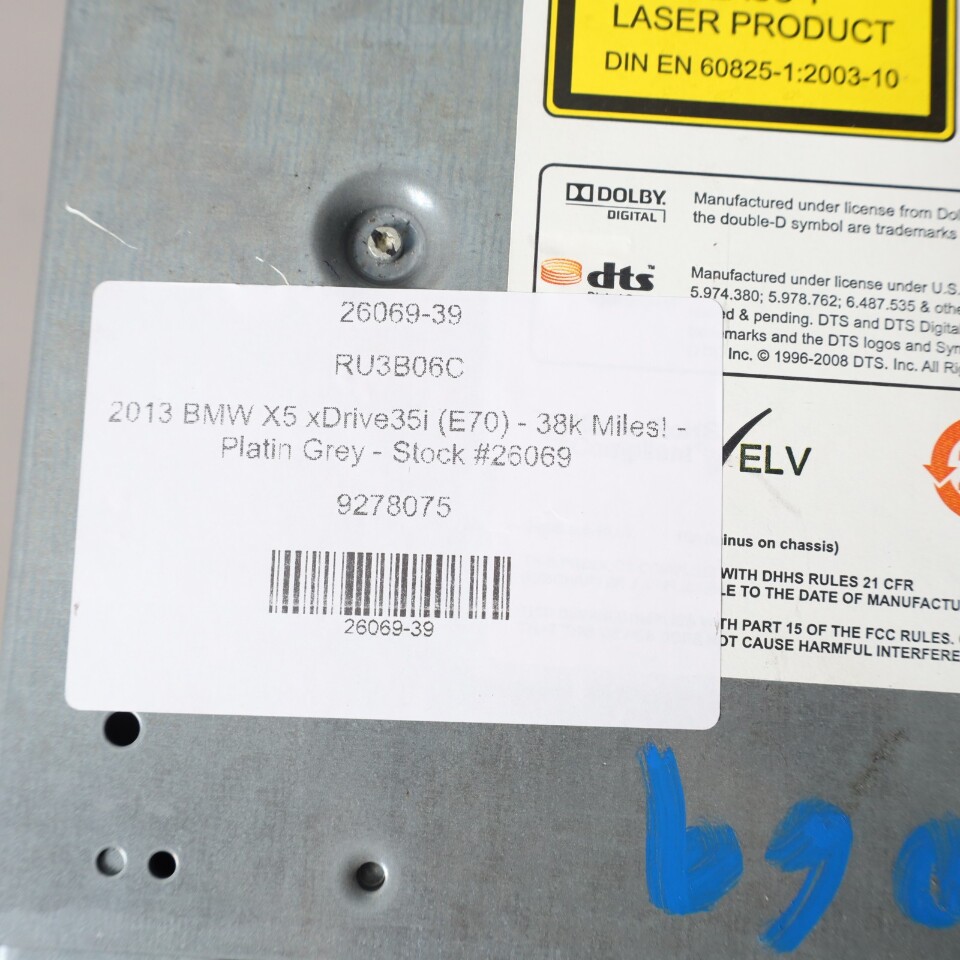 LASER PRODUCT
DIN EN 60825-1:2003-10
DOLBY.
DIGITAL
Manufactured under license from Dol
the double-D symbol are trademarks
dts™
Manufactured under license under U.S.
5.974.380; 5.978.762; 6.487.535 & othe
ed & pending. DTS and DTS Digital
marks and the DTS logos and Sym
Inc. © 1996-2008 DTS. Inc. All Rig
26069-39
RU3B06C
2013 BMW X5 xDrive35i (E70) - 38k Miles! -
Platin Grey - Stock #26069
9278075
26069-39
ELV
inus on chassis)
WITH DHHS RULES 21 CFR
LE TO THE DATE OF MANUFACTU
TH PART 15 OF THE FCC RULES.
OT CAUSE HARMFUL INTERFERE